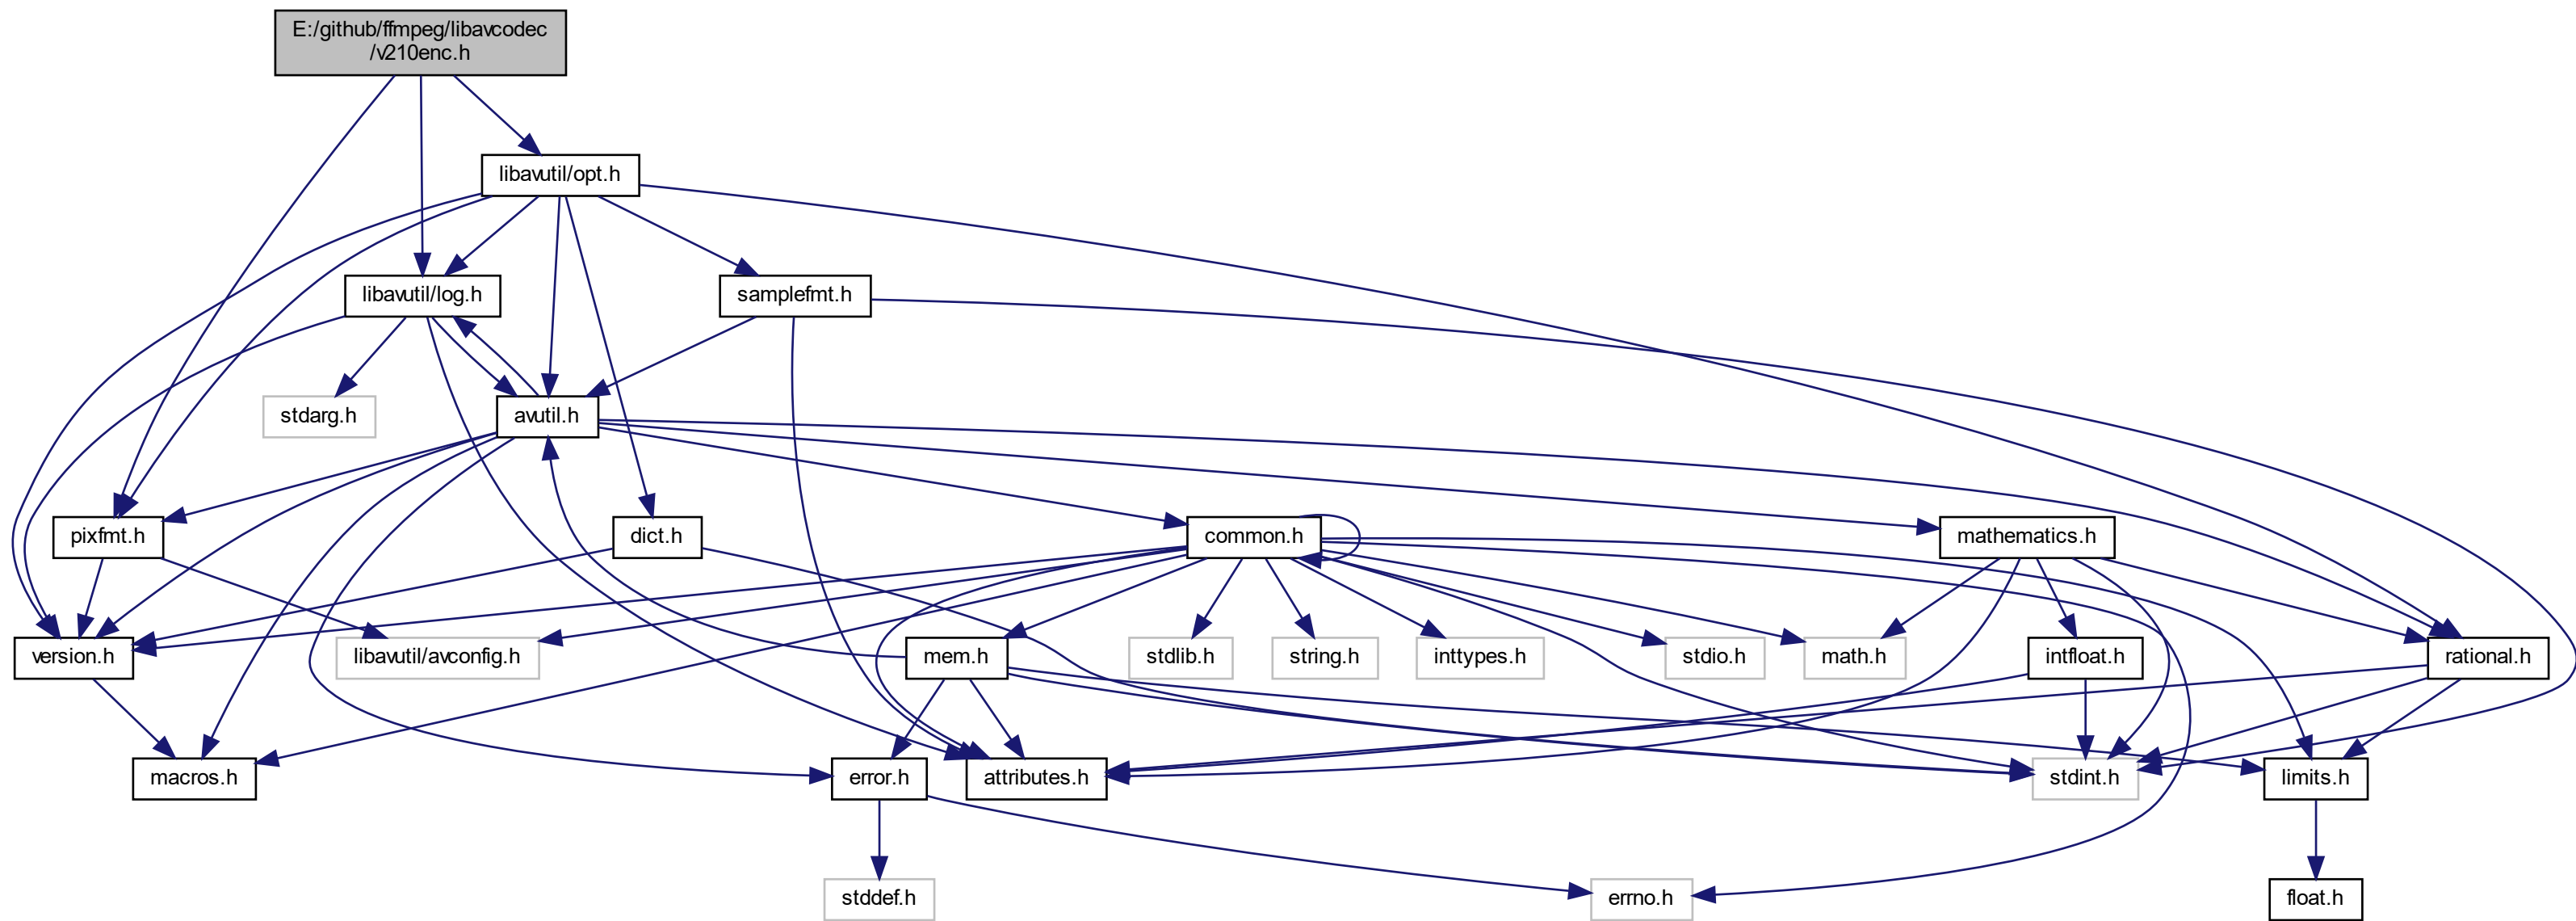 E:/github/ffmpeg/libavcodec
/v210enc.h
libavutil/opt.h
libavutil/log.h
samplefmt.h
stdarg.h
avutil.h
pixfmt.h
dict.h
common.h
mathematics.h
version.h
libavutil/avconfig.h
mem.h
stdlib.h
string.h
inttypes.h
stdio.h
math.h
intfloat.h
rational.h
macros.h
error.h
attributes.h
stdint.h
limits.h
stddef.h
errno.h
float.h